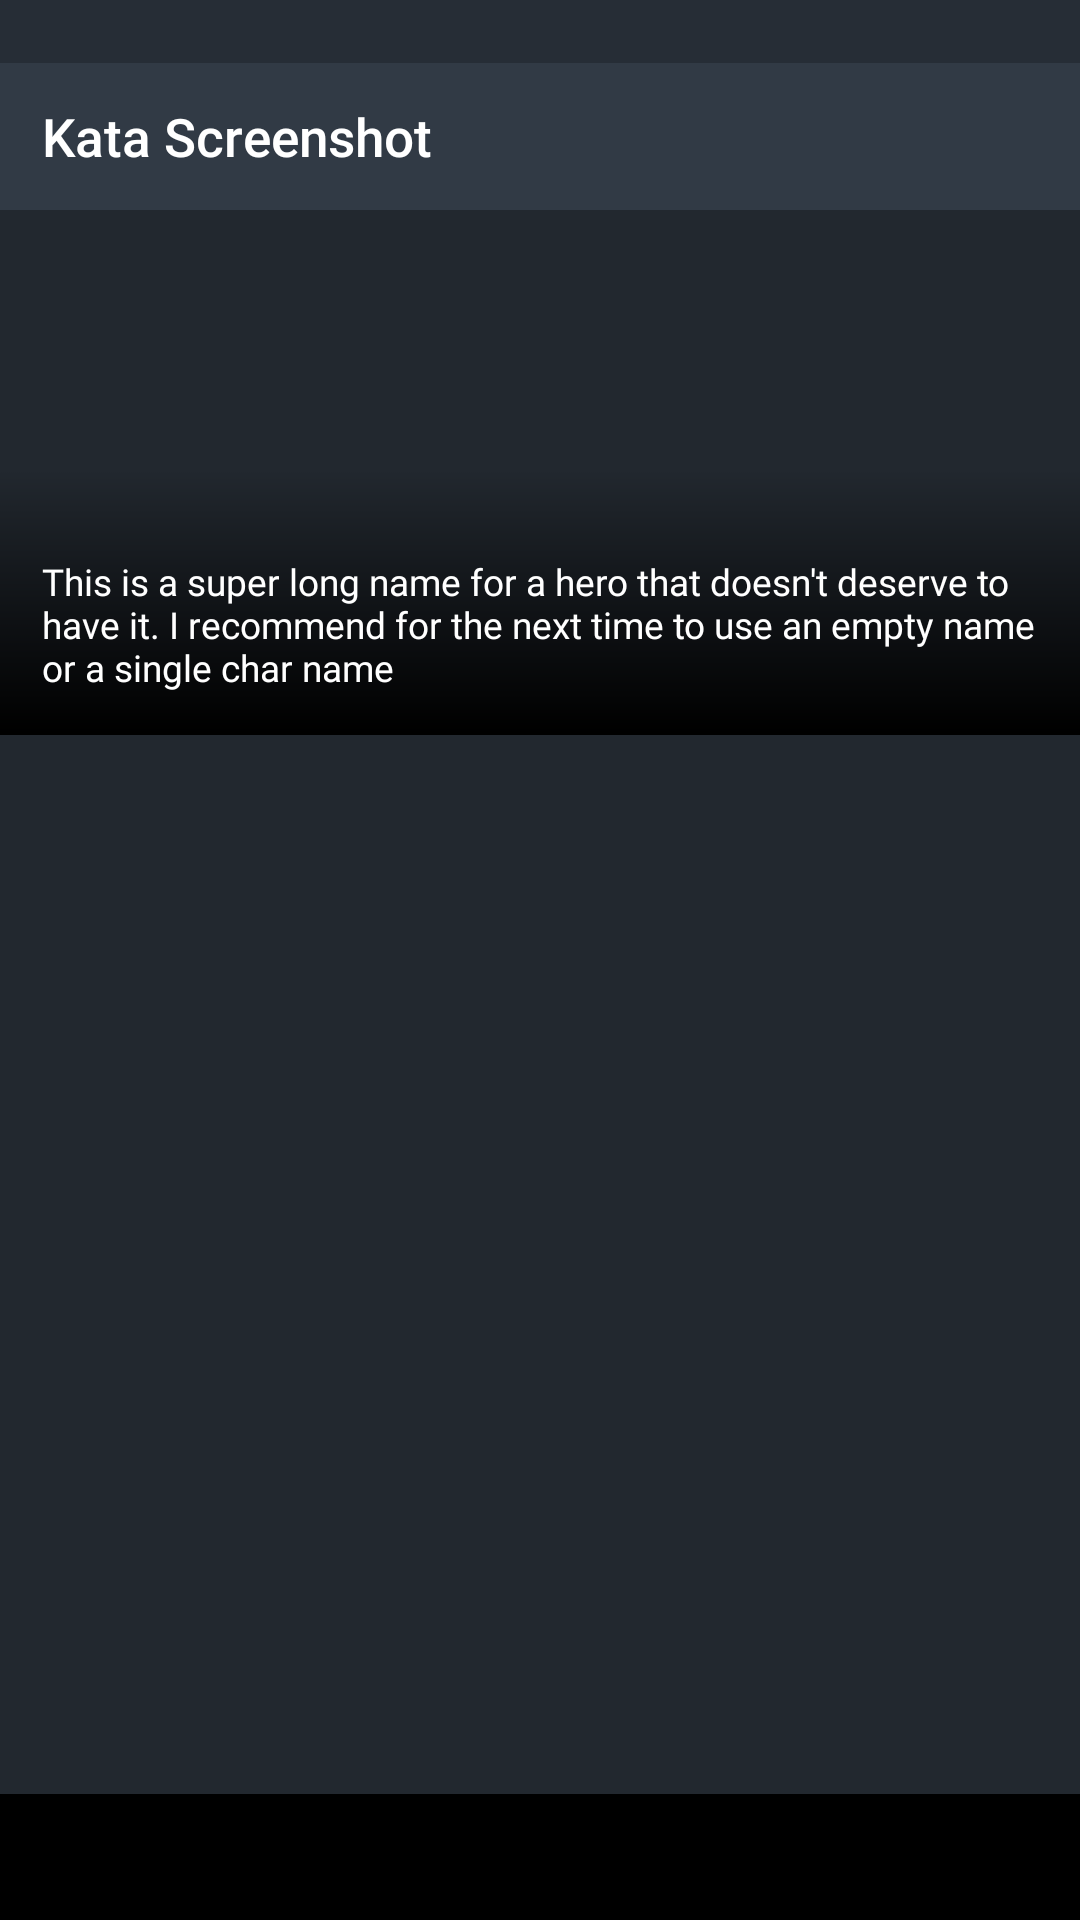 Kata Screenshot
This is a super long name for a hero that doesn't deserve to
have it. I recommend for the next time to use an empty name
or a single char name